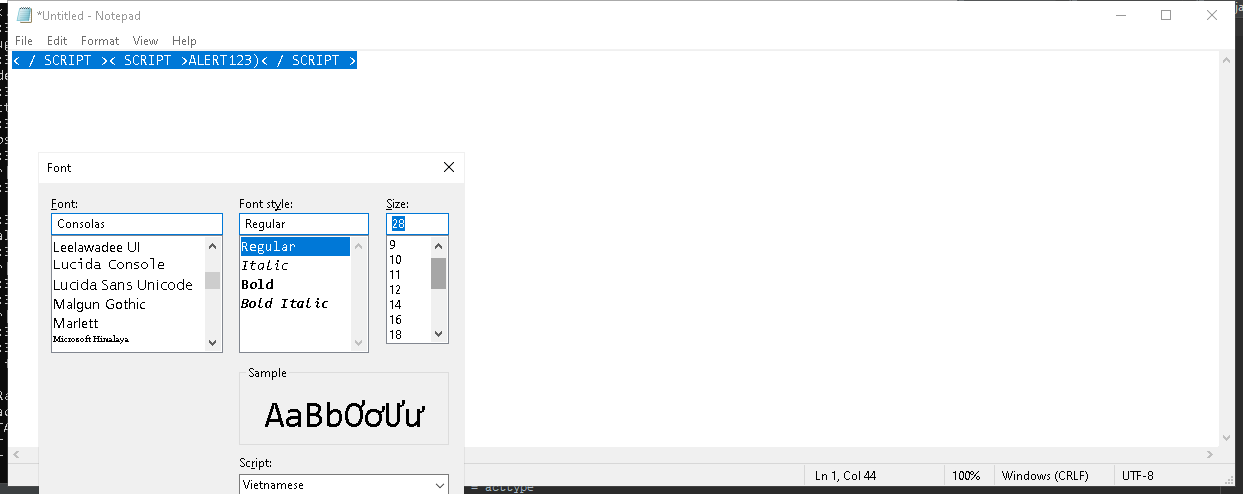 *Untitled - Notepad
File Edit Format View Help
< / SCRIPT >< SCRIPT >ALERT123)< / SCRIPT >
Font
Font: Font style: Size:
Consolas Regular 28
Leelawadee UI Regular 9
Lucida Console Italic 10
Lucida Sans Unicode Bold 11
Malgun Gothic Bold Italic 12
Marlett 14
Microsoft Himalaya 16
18
Sample
AaBbƠơƯư
Script:
Vietnamese
Ln 1, Col 44 100% Windows (CRLF) UTF-8
= acctype